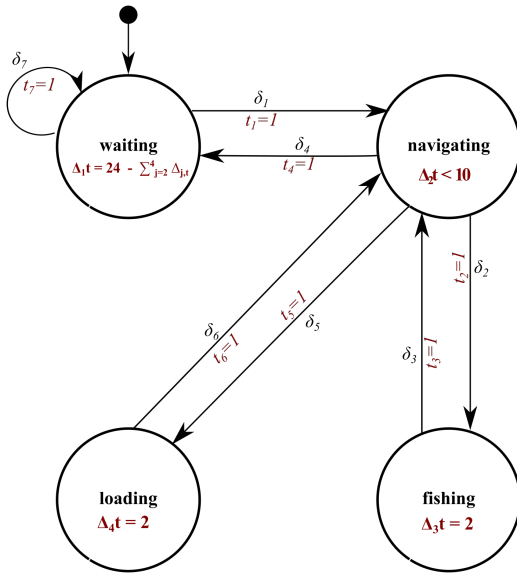 δ₇
t₇=1
δ₁
t₁=1
waiting
Δ₁t = 24 - ∑⁴ⱼ₌₂ Δⱼ,ₜ
δ₄
t₄=1
navigating
Δ₂t < 10
δ₆
t₆=1
t₅=1
δ₅
δ₃
t₃=1
t₂=1
δ₂
loading
Δ₄t = 2
fishing
Δ₃t = 2